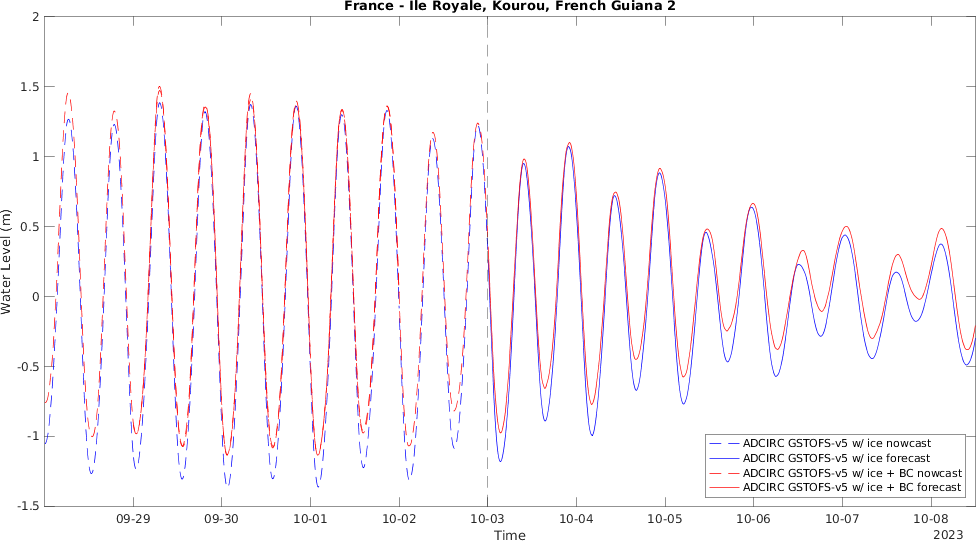 France - Ile Royale, Kourou, French Guiana 2
2
1.5
1
0.5
0
-0.5
-1
-1.5
Water Level (m)
09-29
09-30
10-01
10-02
10-03
10-04
10-05
10-06
10-07
10-08
Time
2023
ADCIRC GSTOFS-v5 w/ ice nowcast
ADCIRC GSTOFS-v5 w/ ice forecast
ADCIRC GSTOFS-v5 w/ ice + BC nowcast
ADCIRC GSTOFS-v5 w/ ice + BC forecast